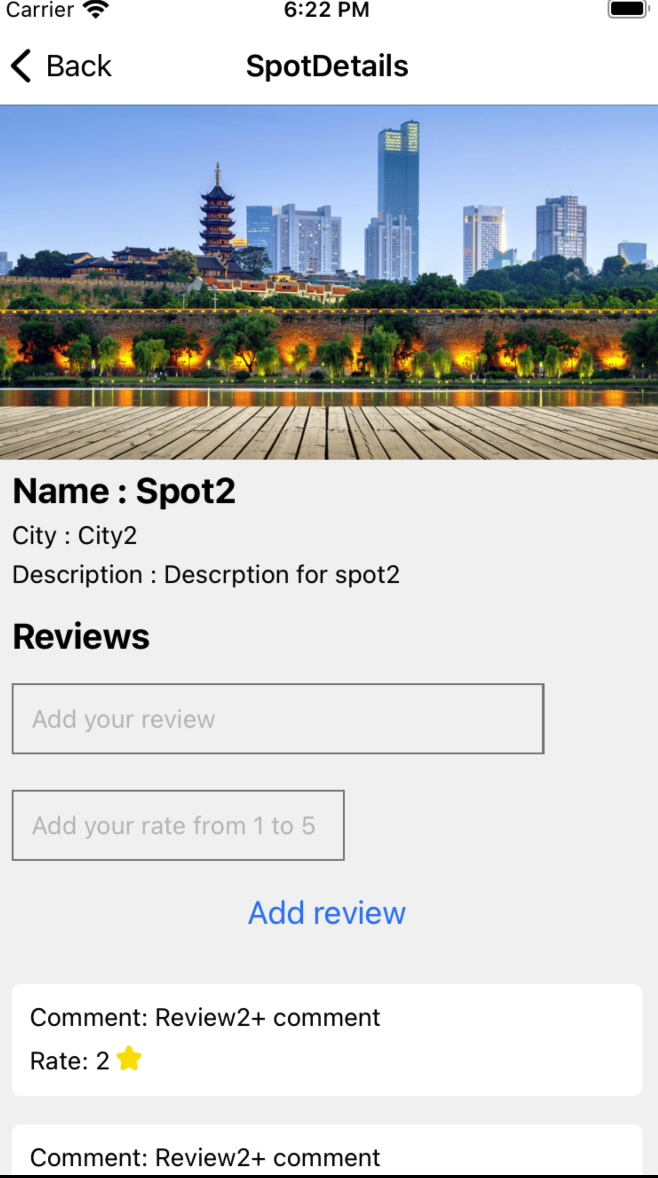 Carrier 6:22 PM
Back SpotDetails
Name : Spot2
City : City2
Description : Descrption for spot2
Reviews
Add your review
Add your rate from 1 to 5
Add review
Comment: Review2+ comment
Rate: 2
Comment: Review2+ comment